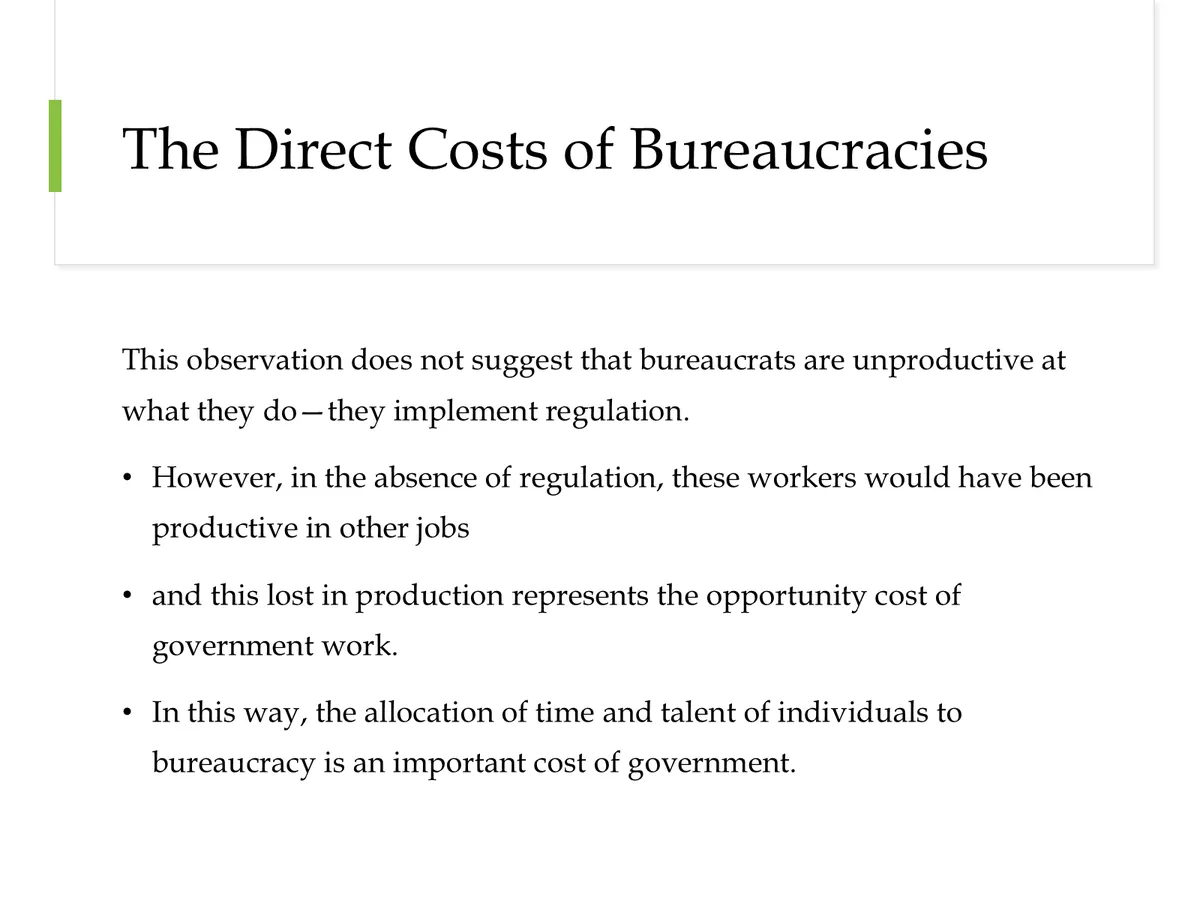 The Direct Costs of Bureaucracies
This observation does not suggest that bureaucrats are unproductive at
what they do—they implement regulation.
• However, in the absence of regulation, these workers would have been
productive in other jobs
• and this lost in production represents the opportunity cost of
government work.
• In this way, the allocation of time and talent of individuals to
bureaucracy is an important cost of government.